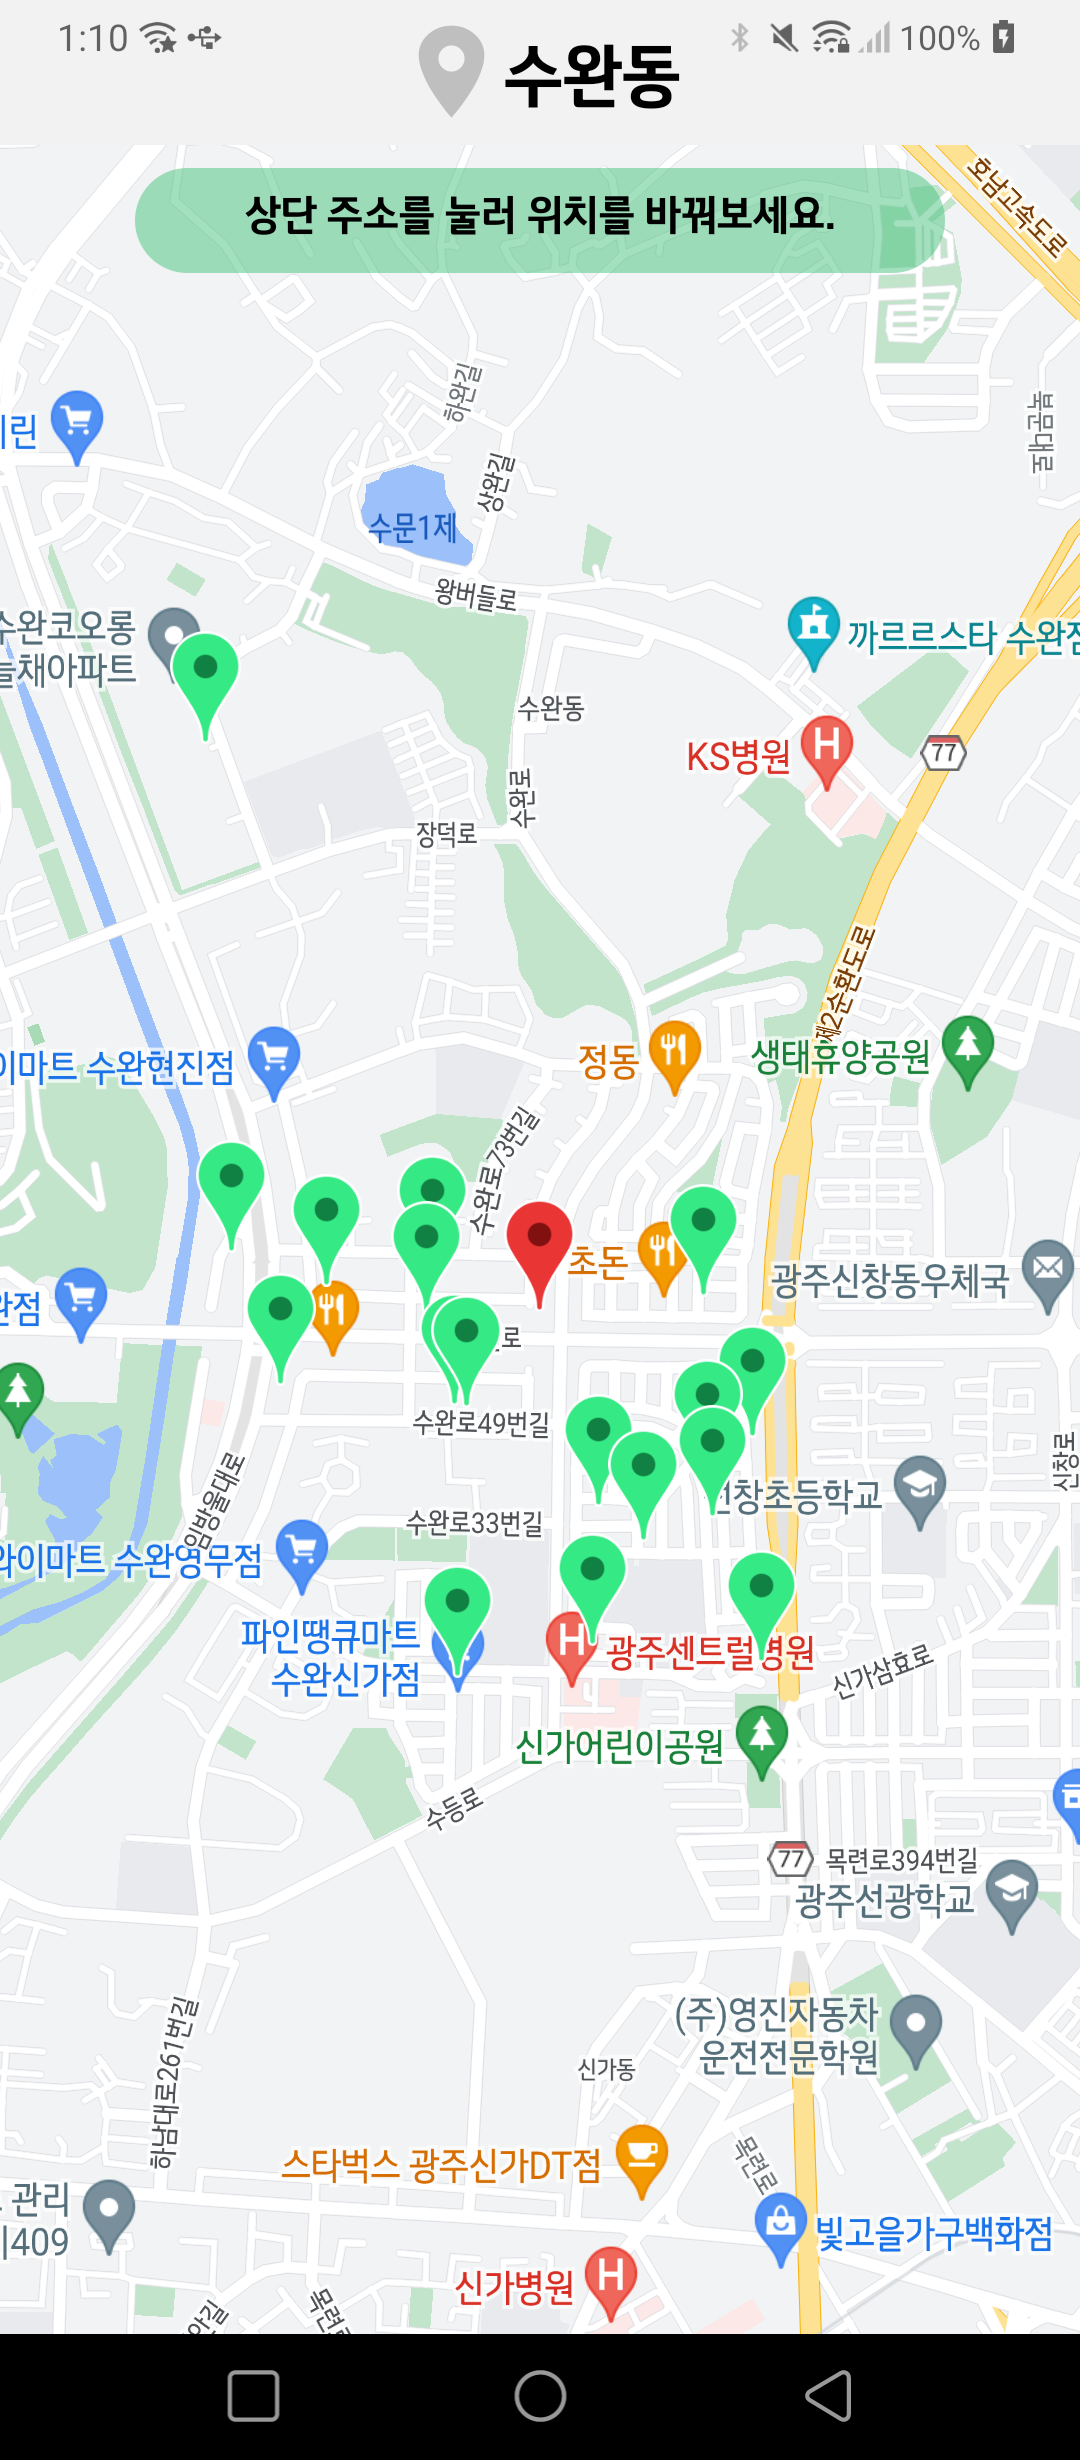 1:10
100%
수완동
상단 주소를 눌러 위치를 바꿔보세요.
호남고속도로
하완길
상완길
수문1제
왕버들로
수완코오롱
늘채아파트
까르르스타 수완점
수완동
KS병원
77
수완로
장덕로
제2순환도로
이마트 수완현진점
정동
생태휴양공원
수완로73번길
초돈
광주신창동우체국
완점
로
수완로49번길
신창로
임방울대로
수완로33번길
창초등학교
와이마트 수완영무점
파인땡큐마트
수완신가점
광주센트럴병원
신가삼효로
신가어린이공원
수등로
77
목련로394번길
광주선광학교
하남대로261번길
(주)영진자동차
운전전문학원
신가동
목련로
스타벅스 광주신가DT점
관리
409
빛고을가구백화점
신가병원
안길
목련로